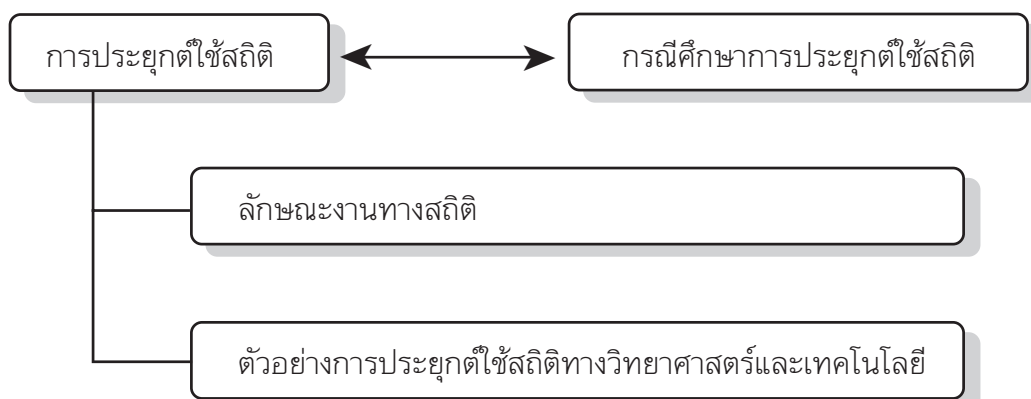 การประยุกต์ใช้สถิติ
กรณีศึกษาการประยุกต์ใช้สถิติ
ลักษณะงานทางสถิติ
ตัวอย่างการประยุกต์ใช้สถิติทางวิทยาศาสตร์และเทคโนโลยี